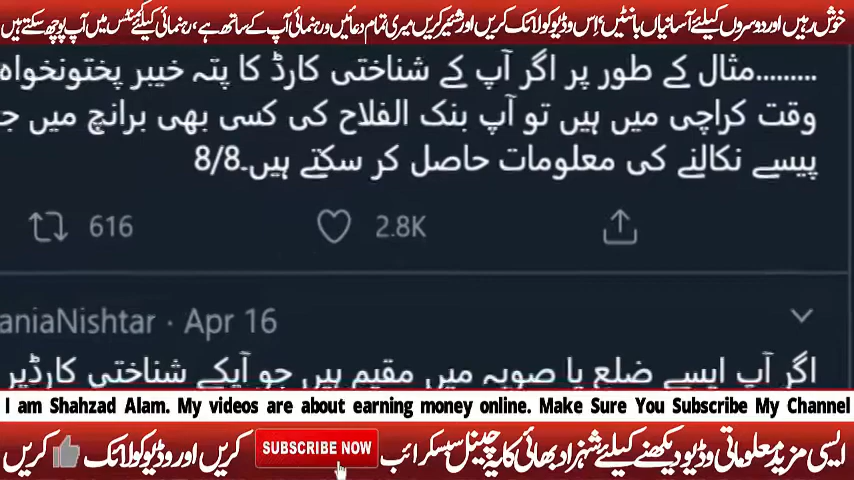 خوش رہیں اور دوسروں کیلئے آسانیاں بانٹیں؛ اِس وڈیو کو لائک کریں اور شیئر کریں میری تمام دعائیں ورہنمائی آپ کے ساتھ ہے، رہنمائی کیلئے کمنٹس میں آپ پوچھ سکتے ہیں
.........مثال کے طور پر اگر آپ کے شناختی کارڈ کا پتہ خیبر پختونخواہ
وقت کراچی میں ہیں تو آپ بنک الفلاح کی کسی بھی برانچ میں
پیسے نکالنے کی معلومات حاصل کر سکتے ہیں۔8/8
616 2.8K
aniaNishtar · Apr 16
اگر آپ ایسے ضلع یا صوبہ میں مقیم ہیں جو آپکے شناختی کارڈپر
I am Shahzad Alam. My videos are about earning money online. Make Sure You Subscribe My Channel
ایسی مزید معلوماتی وڈیو دیکھنے کیلئے شہزاد بھائی کا یہ چینل سبسکرائب SUBSCRIBE NOW کریں اور وڈیو کو لائک کریں